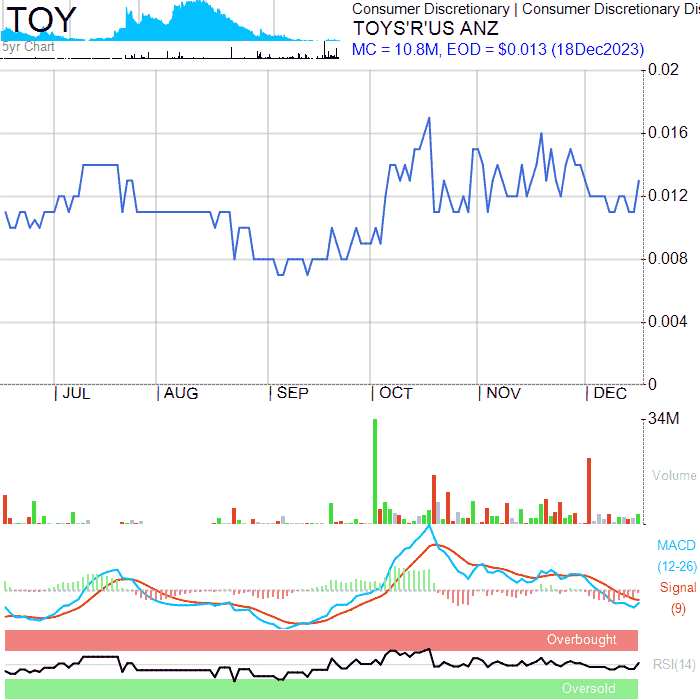 TOY
5yr Chart
Consumer Discretionary | Consumer Discretionary Dis
TOYS'R'US ANZ
MC = 10.8M, EOD = $0.013 (18Dec2023)
0.02
0.016
0.012
0.008
0.004
0
JUL AUG SEP OCT NOV DEC
34M
Volume
MACD
(12-26)
Signal
(9)
Overbought
RSI(14)
Oversold